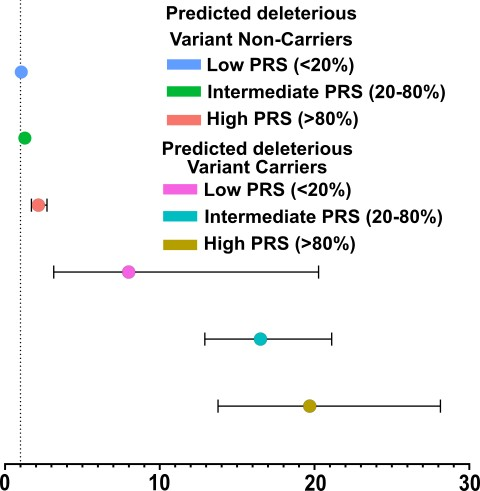 Predicted deleterious
Variant Non-Carriers
Low PRS (<20%)
Intermediate PRS (20-80%)
High PRS (>80%)
Predicted deleterious
Variant Carriers
Low PRS (<20%)
Intermediate PRS (20-80%)
High PRS (>80%)
0 10 20 30